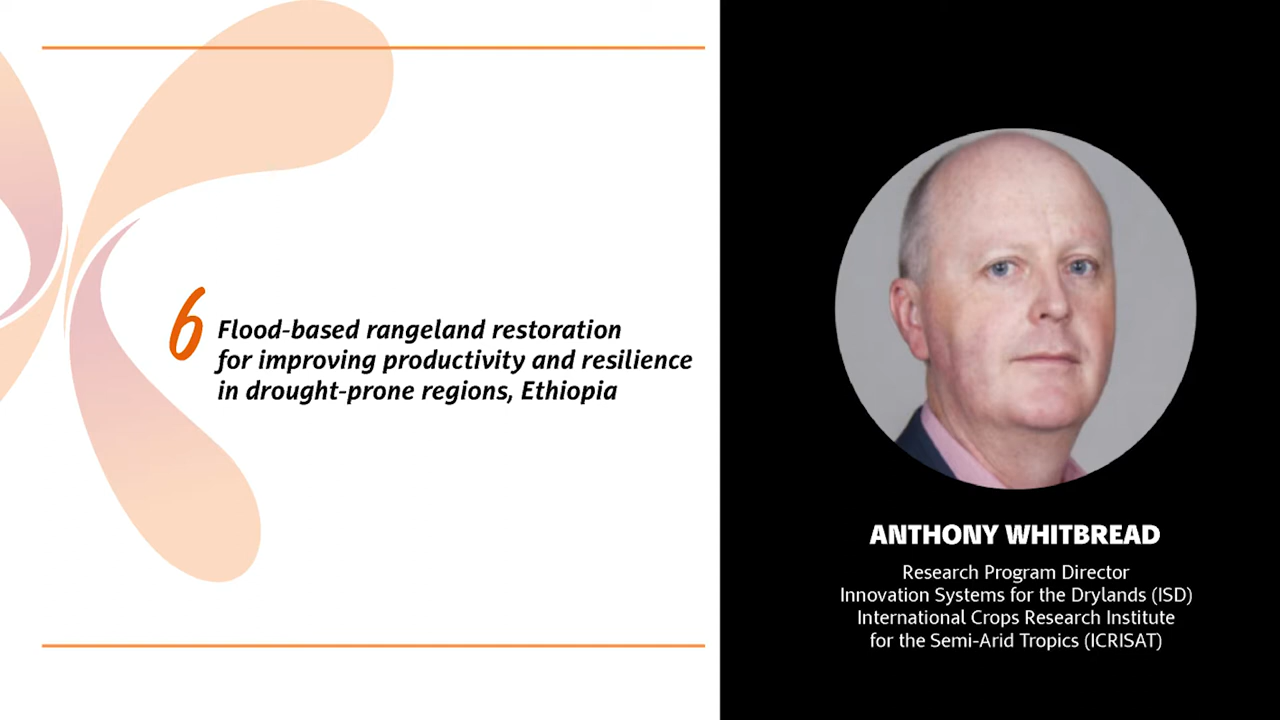 6
Flood-based rangeland restoration
for improving productivity and resilience
in drought-prone regions, Ethiopia
ANTHONY WHITBREAD
Research Program Director
Innovation Systems for the Drylands (ISD)
International Crops Research Institute
for the Semi-Arid Tropics (ICRISAT)